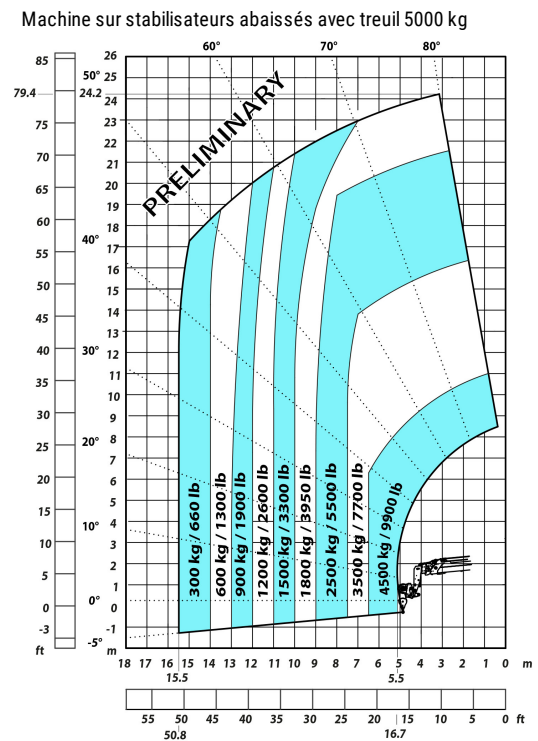 Machine sur stabilisateurs abaissés avec treuil 5000 kg
60° 70° 80°
85 26
50° 25
79.4 24.2
24
75 23
22
70 21
65 20
19
60 18
55 40° 17
16
50 15
45 14
13
40 30° 12
11
35 10
30 9
8
25 20° 7
20 6
5
15 4
10 10° 3
2
5 1
0 0° 0
-3 -1
ft -5° m
PRELIMINARY
300 kg / 660 lb
600 kg / 1300 lb
900 kg / 1900 lb
1200 kg / 2600 lb
1500 kg / 3300 lb
1800 kg / 3950 lb
2500 kg / 5500 lb
3500 kg / 7700 lb
4500 kg / 9900 lb
18 17 16 15 14 13 12 11 10 9 8 7 6 5 4 3 2 1 0 m
15.5 5.5
55 50 45 40 35 30 25 20 15 10 5 0 ft
50.8 16.7